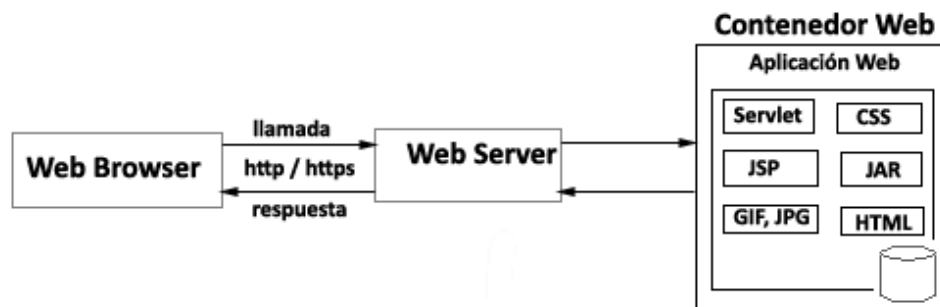 Contenedor Web
Aplicación Web
Servlet
CSS
llamada
Web Browser
http / https
Web Server
JSP
JAR
respuesta
GIF, JPG
HTML